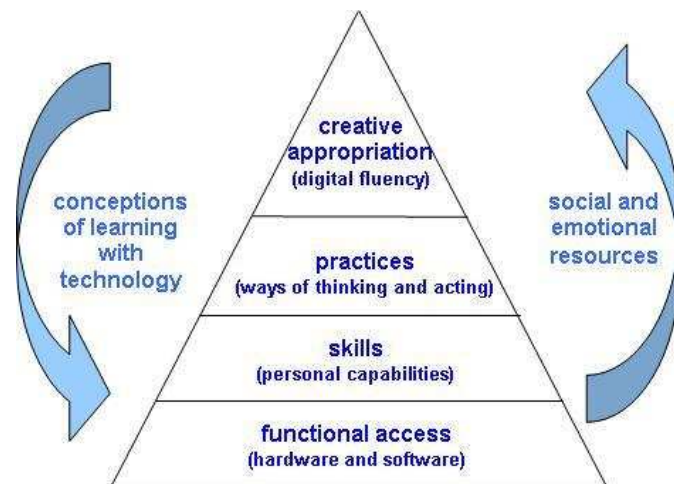 creative
appropriation
(digital fluency)
conceptions
of learning
with
technology
social and
emotional
resources
practices
(ways of thinking and acting)
skills
(personal capabilities)
functional access
(hardware and software)